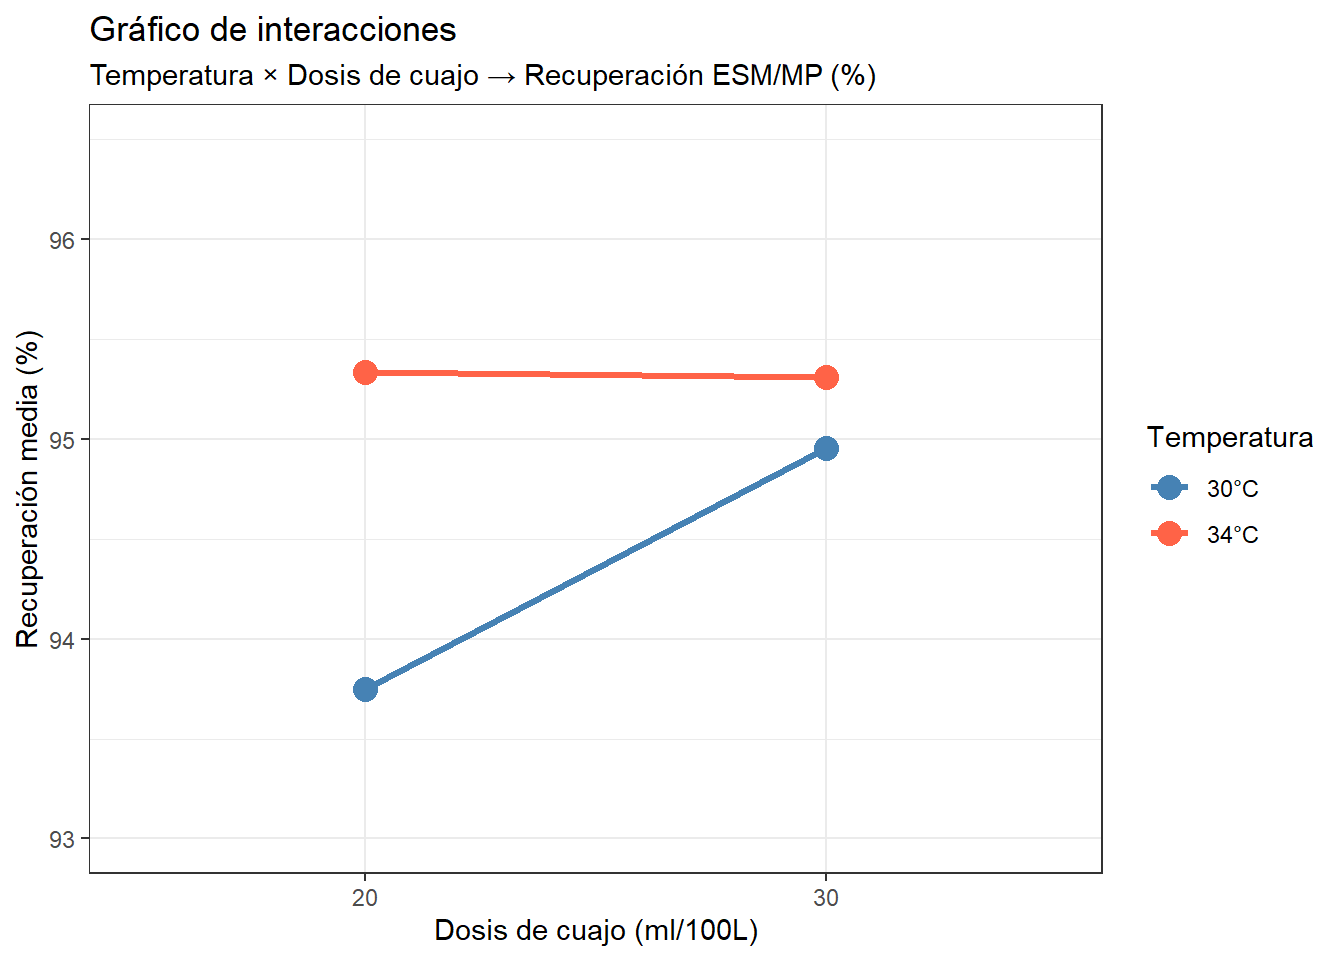 Gráfico de interacciones
Temperatura × Dosis de cuajo → Recuperación ESM/MP (%)
Recuperación media (%)
96
95
94
93
20
30
Dosis de cuajo (ml/100L)
Temperatura
30°C
34°C